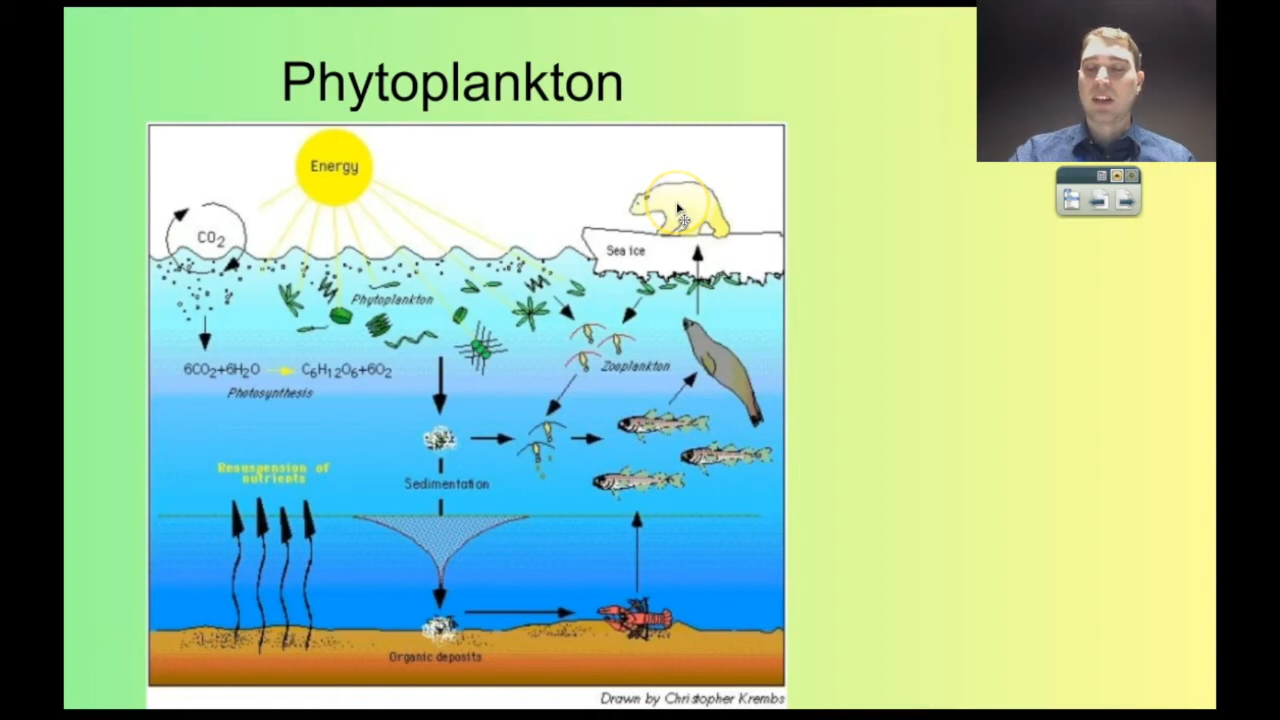 Phytoplankton
Energy
CO₂
Sea ice
Phytoplankton
Zooplankton
6CO₂+6H₂O → C₆H₁₂O₆+6O₂
Photosynthesis
Resuspension of
nutrients
Sedimentation
Organic deposits
Drawn by Christopher Krembs